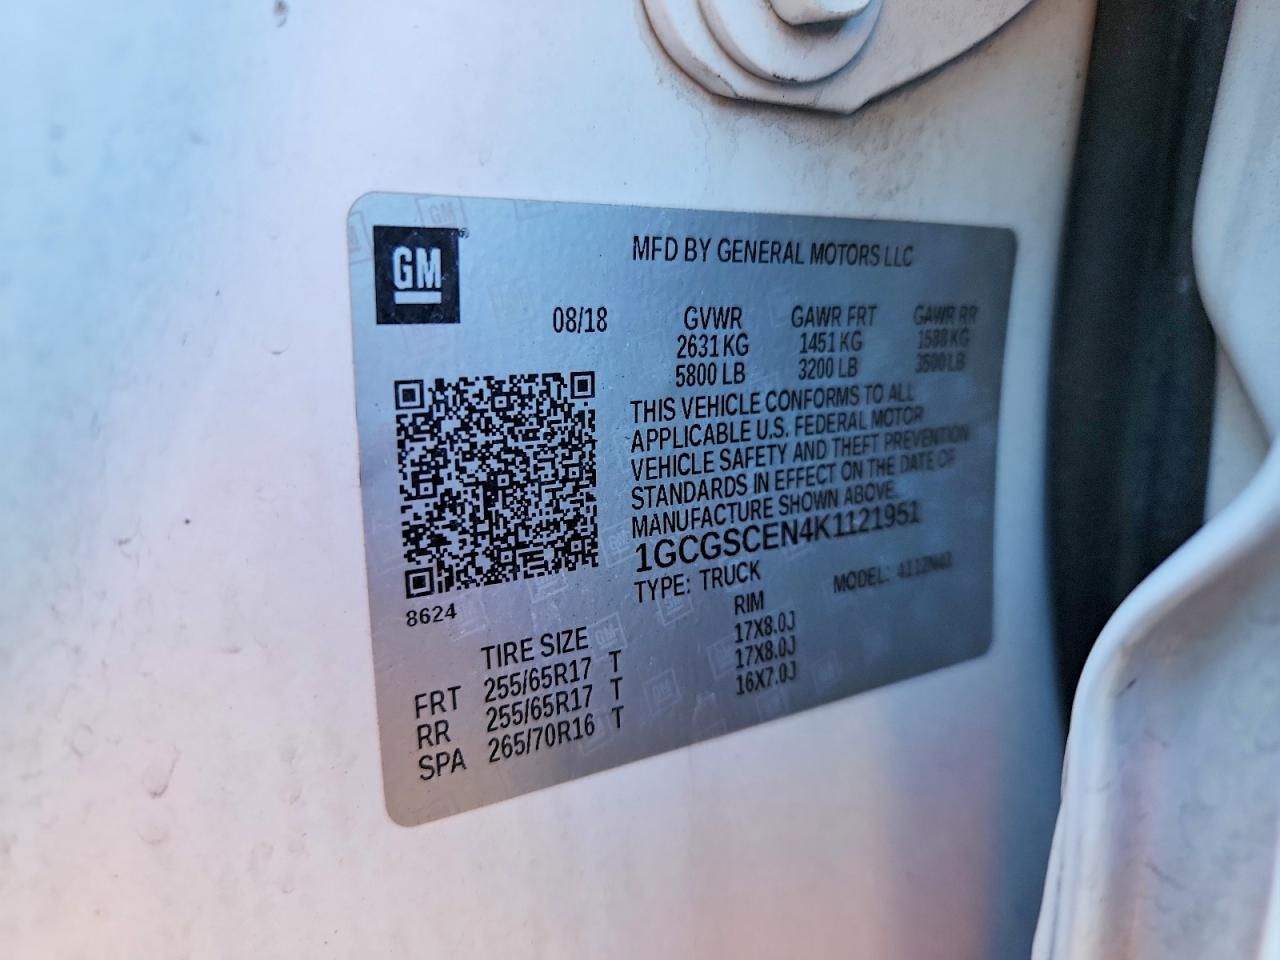 GM
MFD BY GENERAL MOTORS LLC
08/18 GVWR GAWR FRT GAWR RR
2631 KG 1451 KG 1588 KG
5800 LB 3200 LB 3500 LB
THIS VEHICLE CONFORMS TO ALL
APPLICABLE U.S. FEDERAL MOTOR
VEHICLE SAFETY AND THEFT PREVENTION
STANDARDS IN EFFECT ON THE DATE OF
MANUFACTURE SHOWN ABOVE.
1GCGSCEN4K1121951
TYPE: TRUCK MODEL:
8624
TIRE SIZE RIM
FRT 255/65R17 T 17X8.0J
RR 255/65R17 T 17X8.0J
SPA 265/70R16 T 16X7.0J